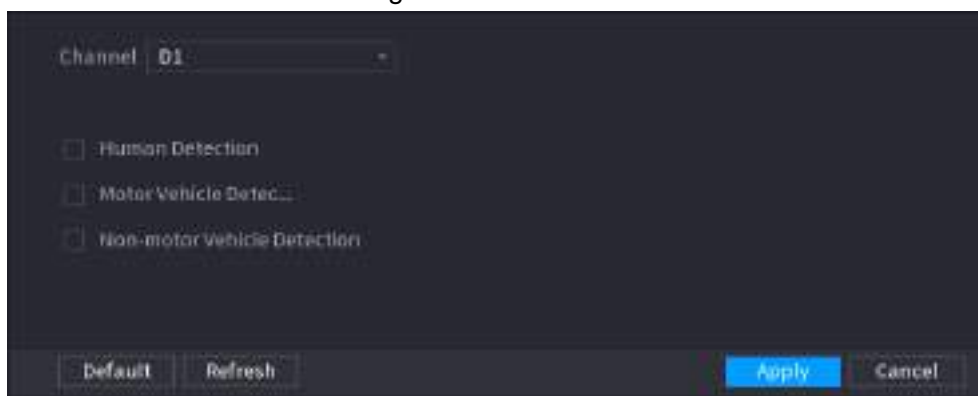 Channel D1
Human Detection
Motor Vehicle Detec...
Non-motor Vehicle Detection
Default Refresh Apply Cancel